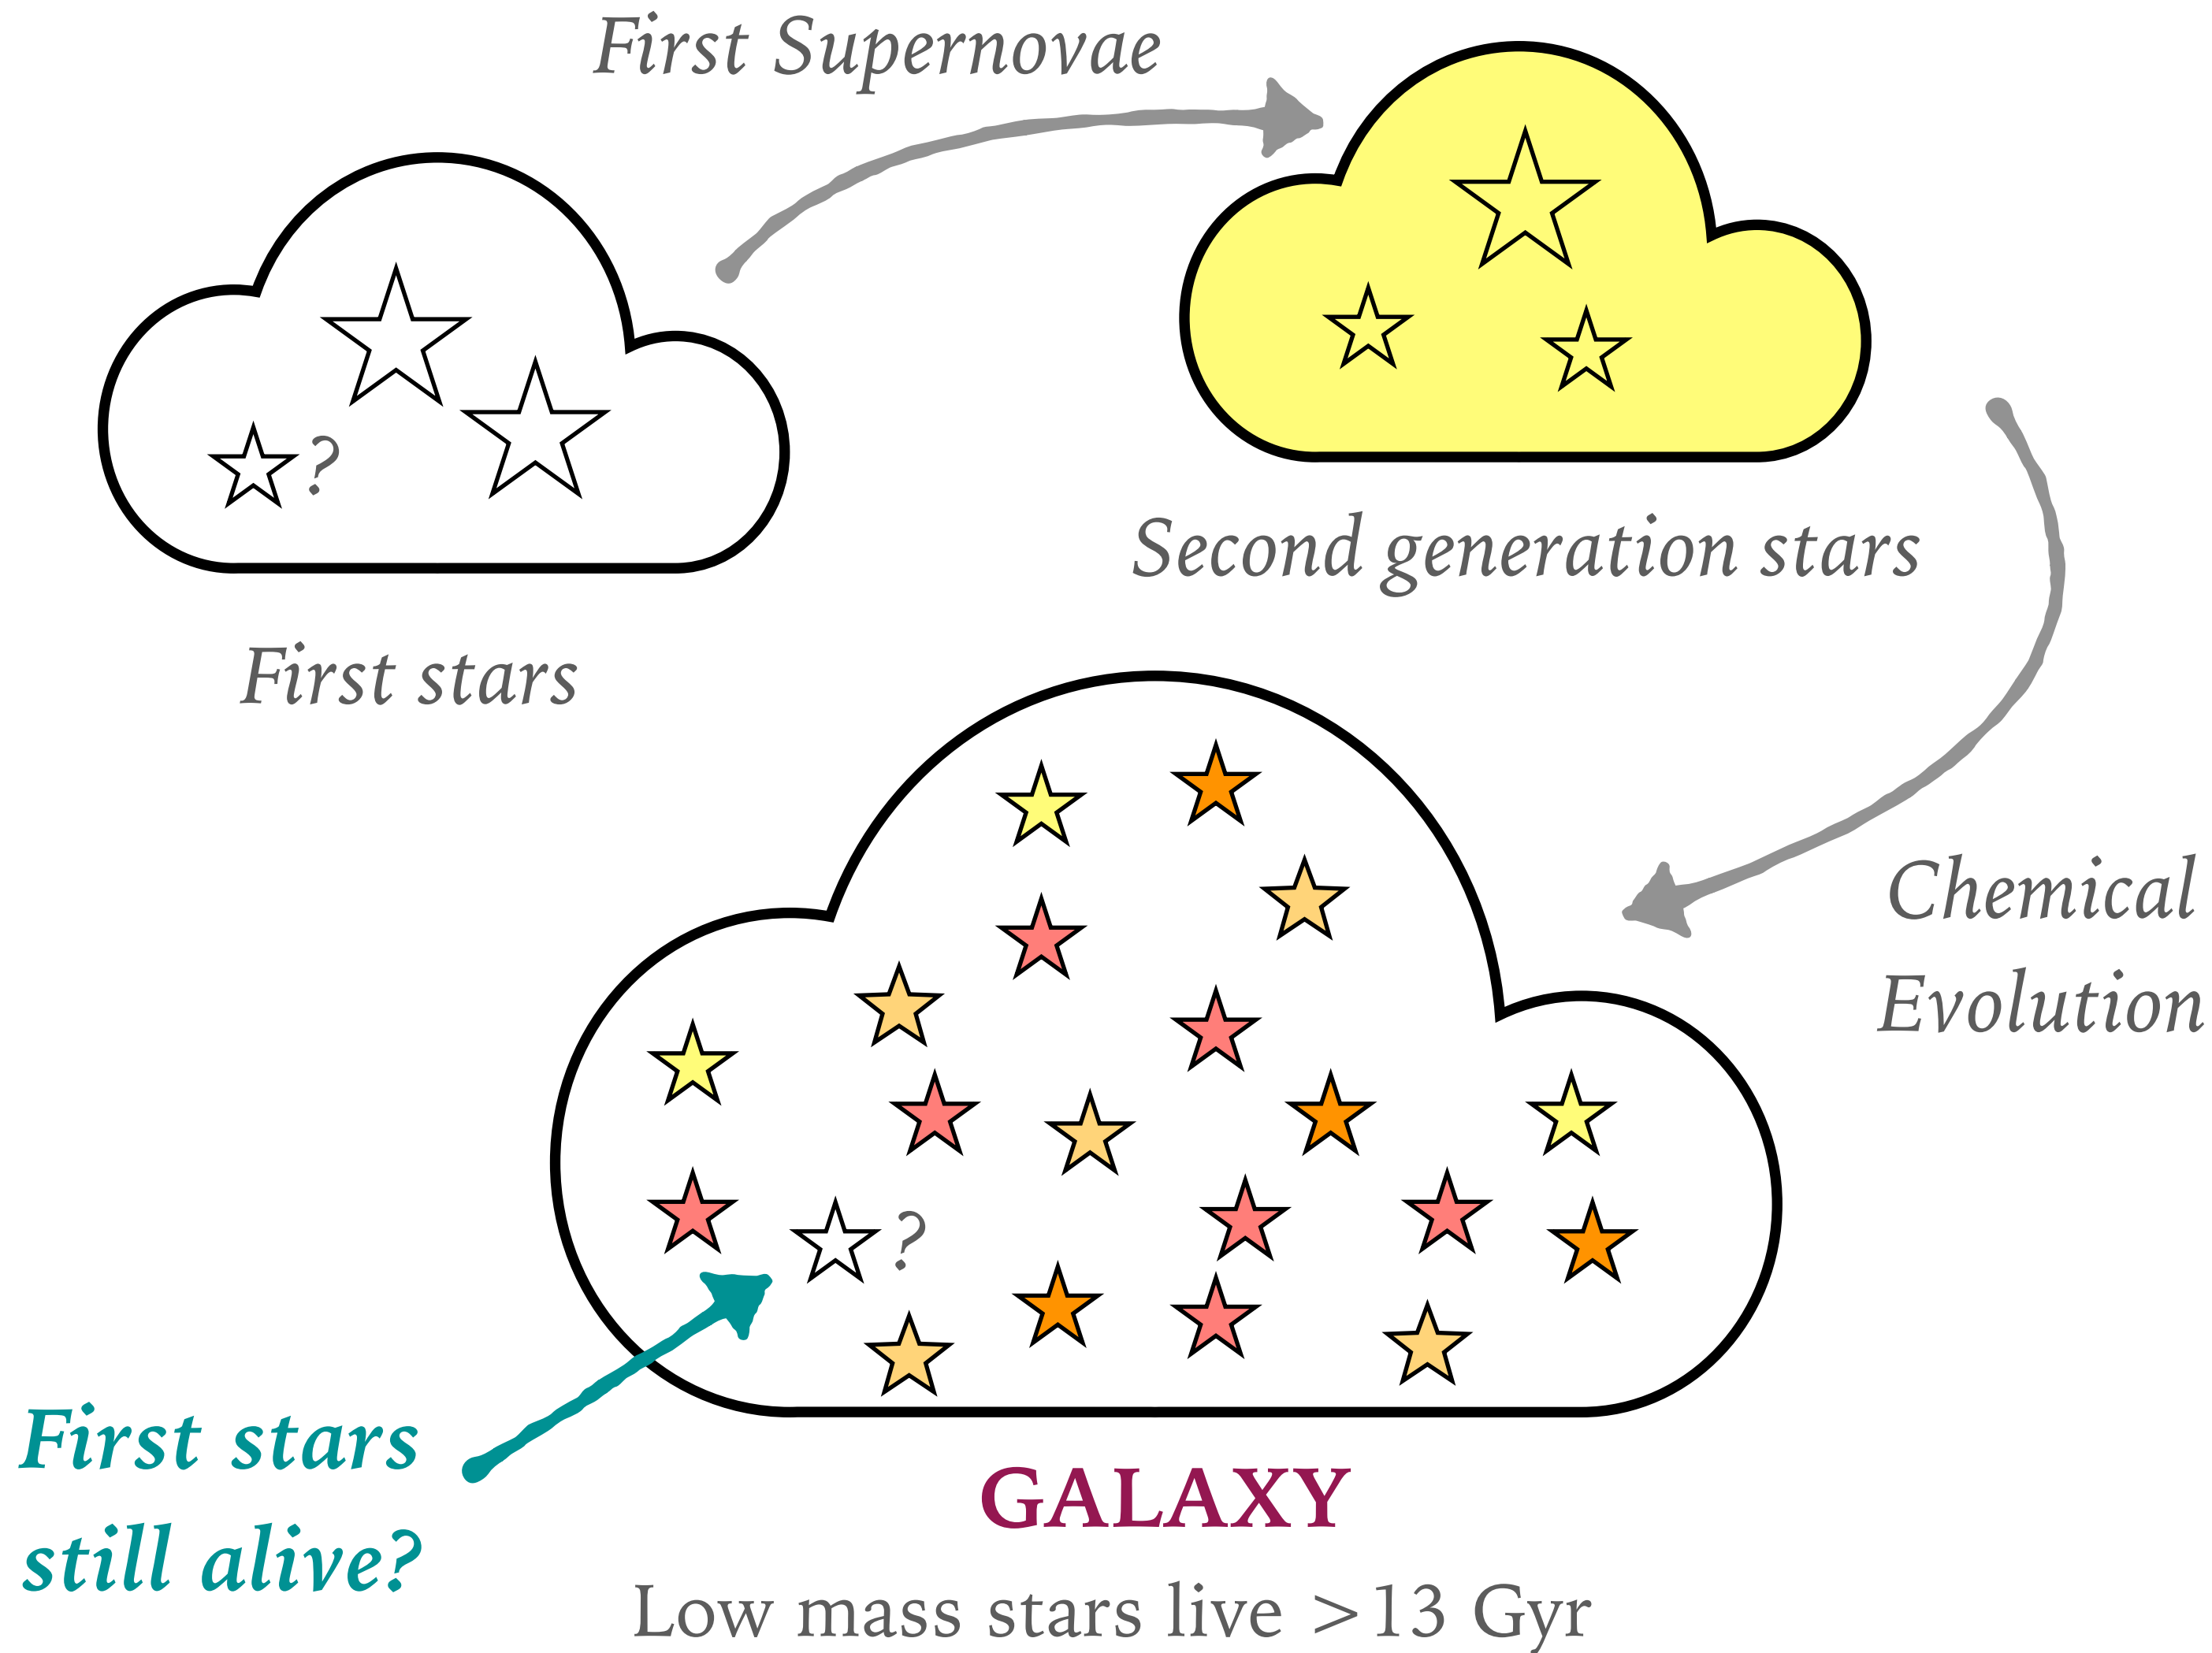 First Supernovae
?
Second generation stars
First stars
Chemical
Evolution
?
First stars
still alive?
GALAXY
Low mass stars live >13 Gyr